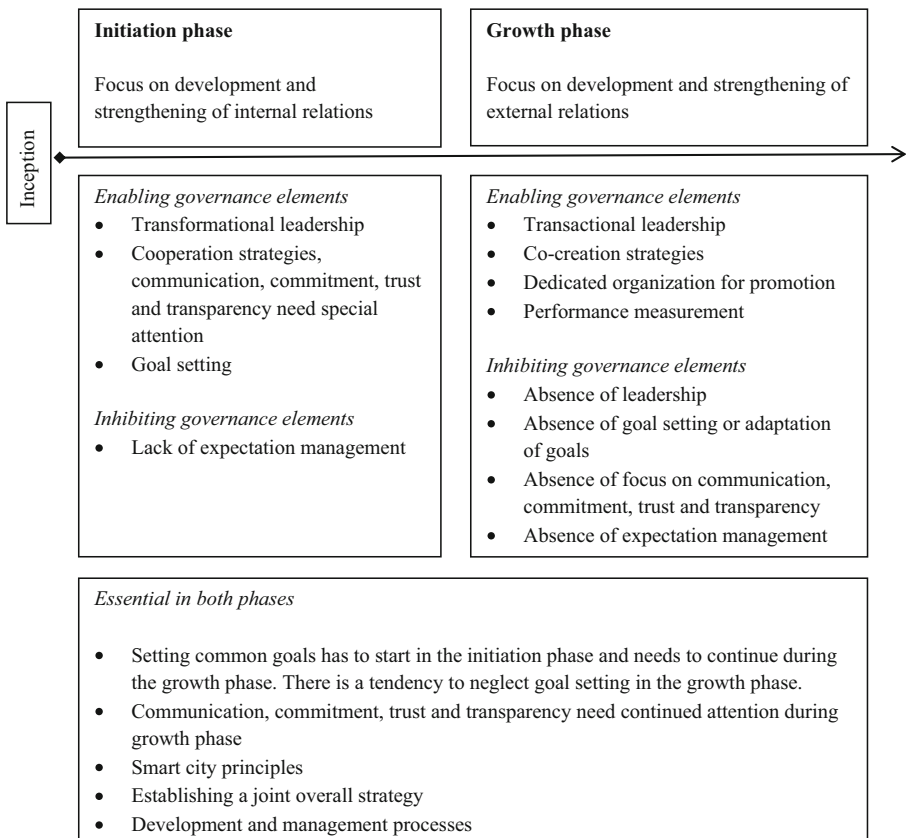 Initiation phase
Focus on development and
strengthening of internal relations
Growth phase
Focus on development and strengthening of
external relations
Inception
Enabling governance elements
• Transformational leadership
• Cooperation strategies,
communication, commitment, trust
and transparency need special
attention
• Goal setting
Inhibiting governance elements
• Lack of expectation management
Enabling governance elements
• Transactional leadership
• Co-creation strategies
• Dedicated organization for promotion
• Performance measurement
Inhibiting governance elements
• Absence of leadership
• Absence of goal setting or adaptation
of goals
• Absence of focus on communication,
commitment, trust and transparency
• Absence of expectation management
Essential in both phases
• Setting common goals has to start in the initiation phase and needs to continue during
the growth phase. There is a tendency to neglect goal setting in the growth phase.
• Communication, commitment, trust and transparency need continued attention during
growth phase
• Smart city principles
• Establishing a joint overall strategy
• Development and management processes